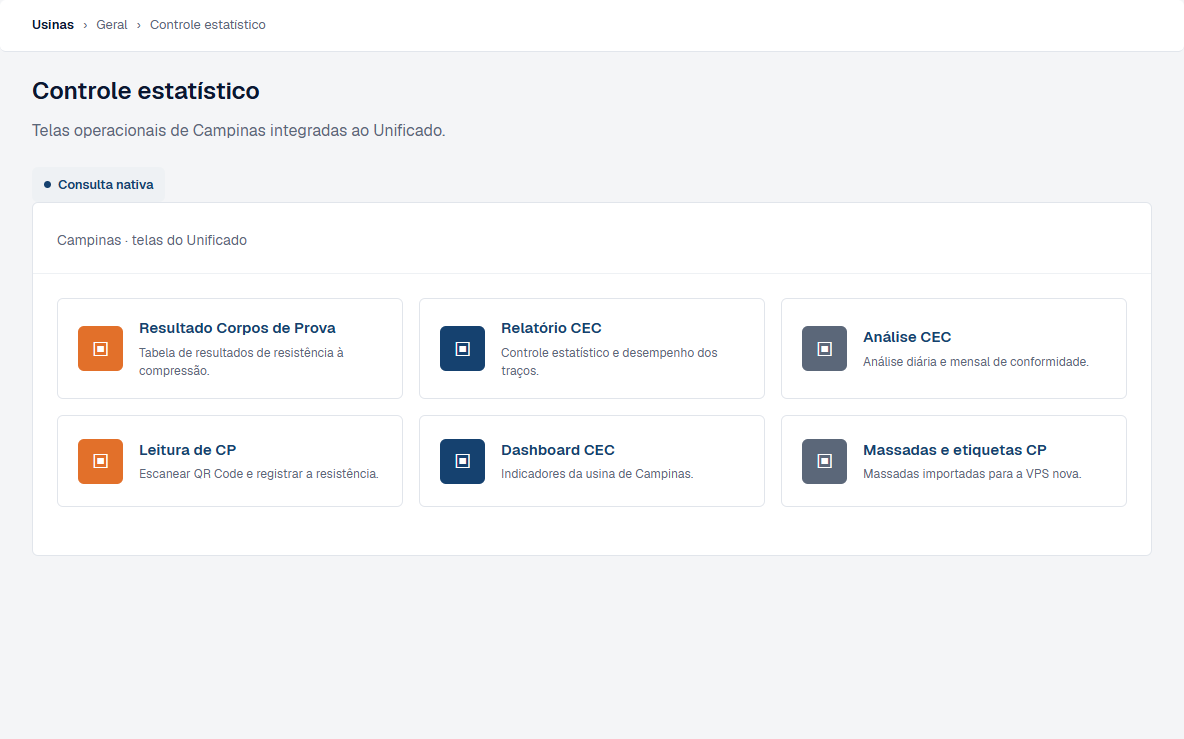 Usinas › Geral › Controle estatístico
Controle estatístico
Telas operacionais de Campinas integradas ao Unificado.
Consulta nativa
Campinas · telas do Unificado
Resultado Corpos de Prova
Tabela de resultados de resistência à
compressão.
Relatório CEC
Controle estatístico e desempenho dos
traços.
Análise CEC
Análise diária e mensal de conformidade.
Leitura de CP
Escanear QR Code e registrar a resistência.
Dashboard CEC
Indicadores da usina de Campinas.
Massadas e etiquetas CP
Massadas importadas para a VPS nova.